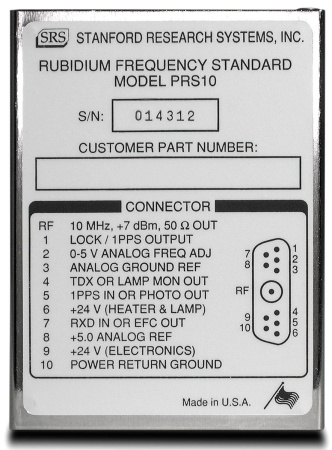 SRS STANFORD RESEARCH SYSTEMS, INC.
RUBIDIUM FREQUENCY STANDARD
MODEL PRS10
S/N: 014312
CUSTOMER PART NUMBER:
CONNECTOR
RF 10 MHz, +7 dBm, 50 Ω OUT
1 LOCK / 1PPS OUTPUT
2 0-5 V ANALOG FREQ ADJ
3 ANALOG GROUND REF
4 TDX OR LAMP MON OUT
5 1PPS IN OR PHOTO OUT
6 +24 V (HEATER & LAMP)
7 RXD IN OR EFC OUT
8 +5.0 ANALOG REF
9 +24 V (ELECTRONICS)
10 POWER RETURN GROUND
7 1
8 2
3
RF
9 4
10 5
6
Made in U.S.A.